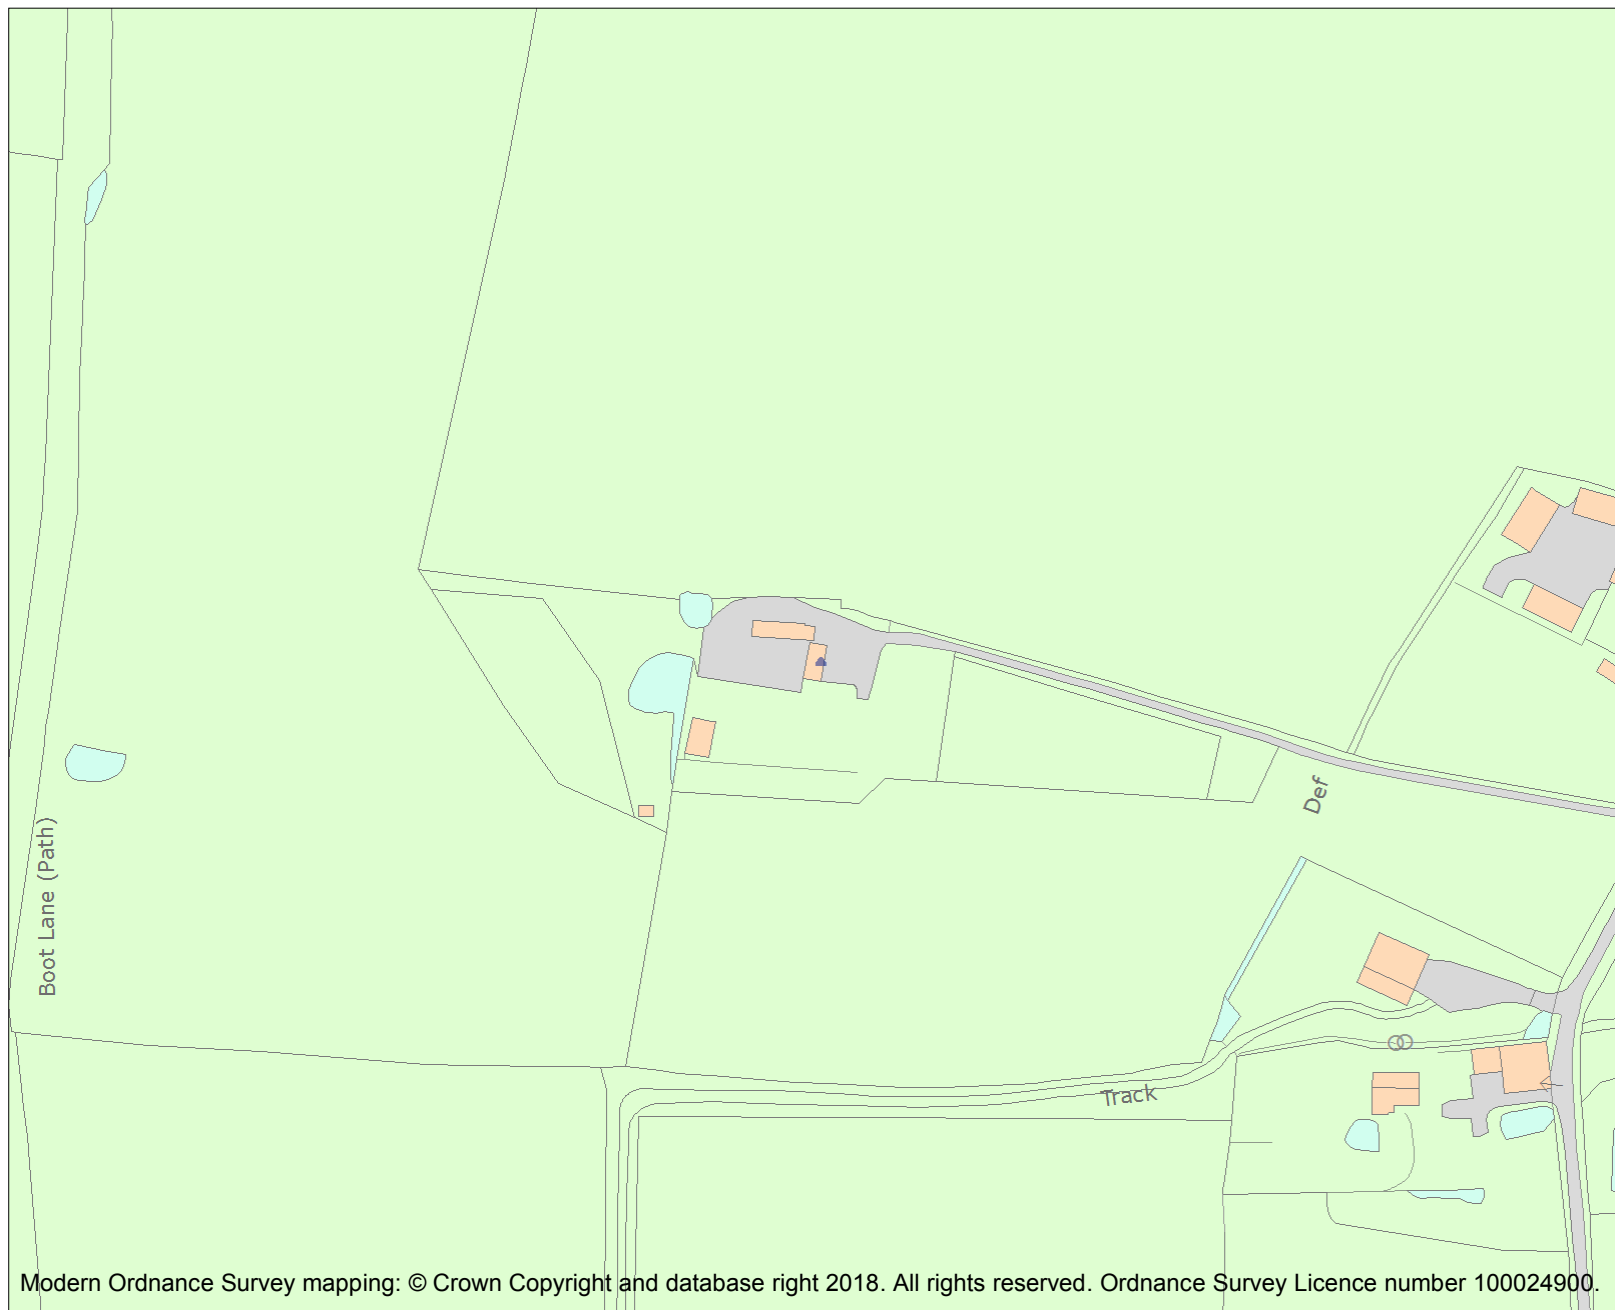 Def
Boot Lane (Path)
Track
Modern Ordnance Survey mapping: © Crown Copyright and database right 2018. All rights reserved. Ordnance Survey Licence number 100024900.